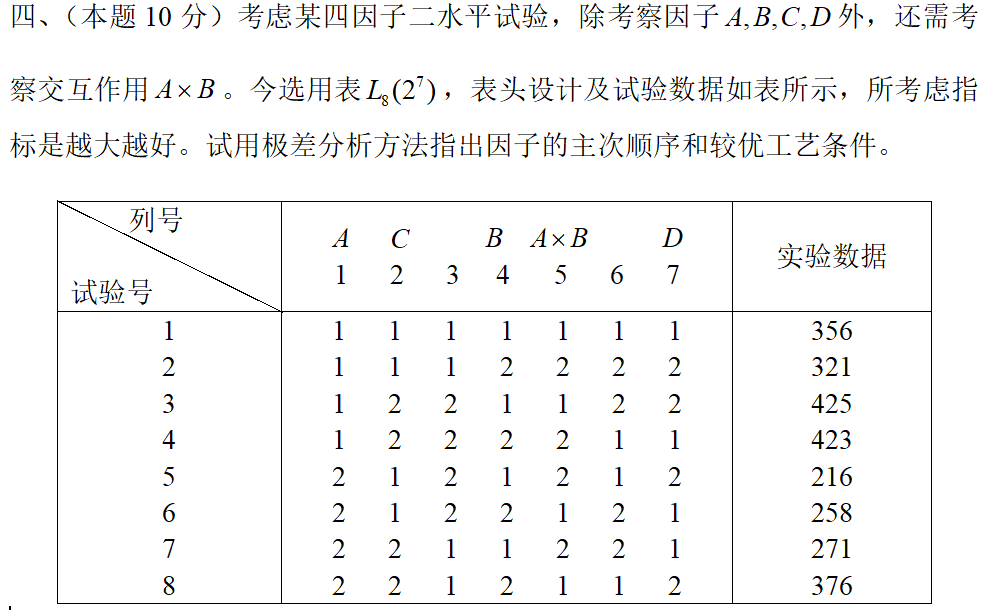 四、（本题 10 分）考虑某四因子二水平试验，除考察因子 A,B,C,D 外，还需考
察交互作用 A×B 。今选用表 L₈(2⁷)，表头设计及试验数据如表所示，所考虑指
标是越大越好。试用极差分析方法指出因子的主次顺序和较优工艺条件。
列号
试验号
A C B A×B D
1 2 3 4 5 6 7
实验数据
1 1 1 1 1 1 1 1 356
2 1 1 1 2 2 2 2 321
3 1 2 2 1 1 2 2 425
4 1 2 2 2 2 1 1 423
5 2 1 2 1 2 1 2 216
6 2 1 2 2 1 2 1 258
7 2 2 1 1 2 2 1 271
8 2 2 1 2 1 1 2 376